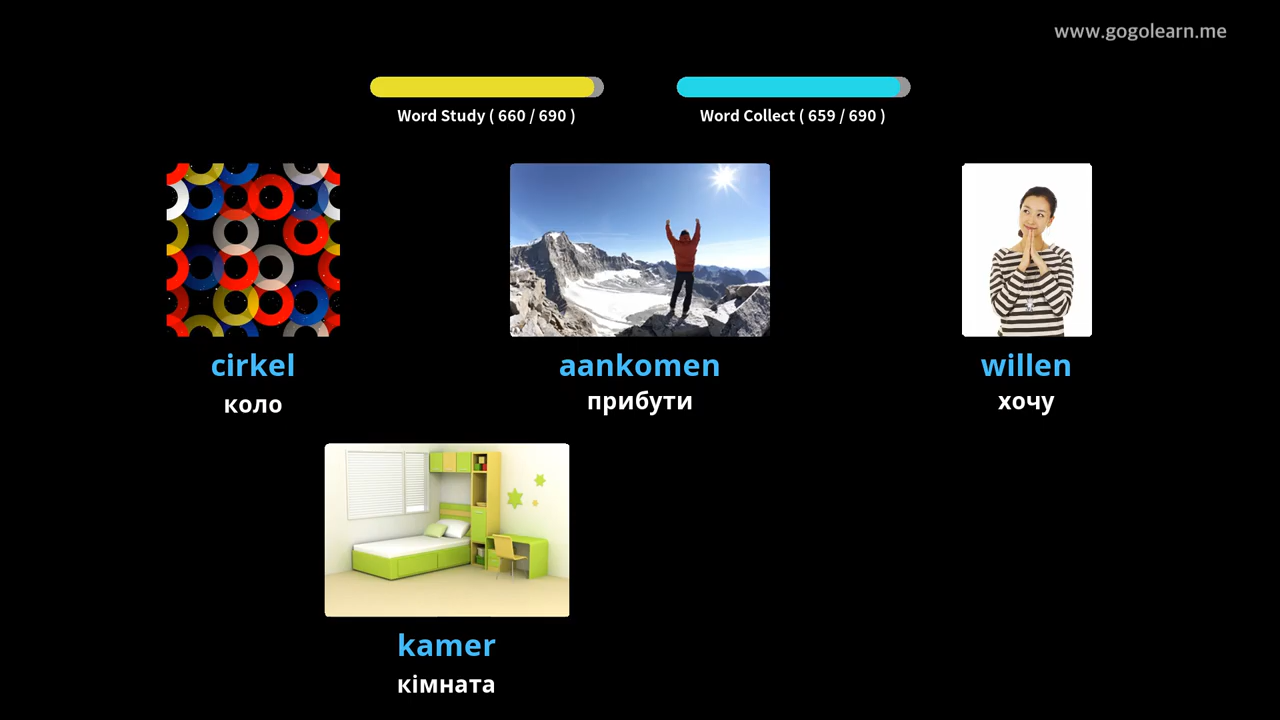 www.gogolearn.me
Word Study ( 660 / 690 )
Word Collect ( 659 / 690 )
cirkel
коло
aankomen
прибути
willen
хочу
kamer
кімната